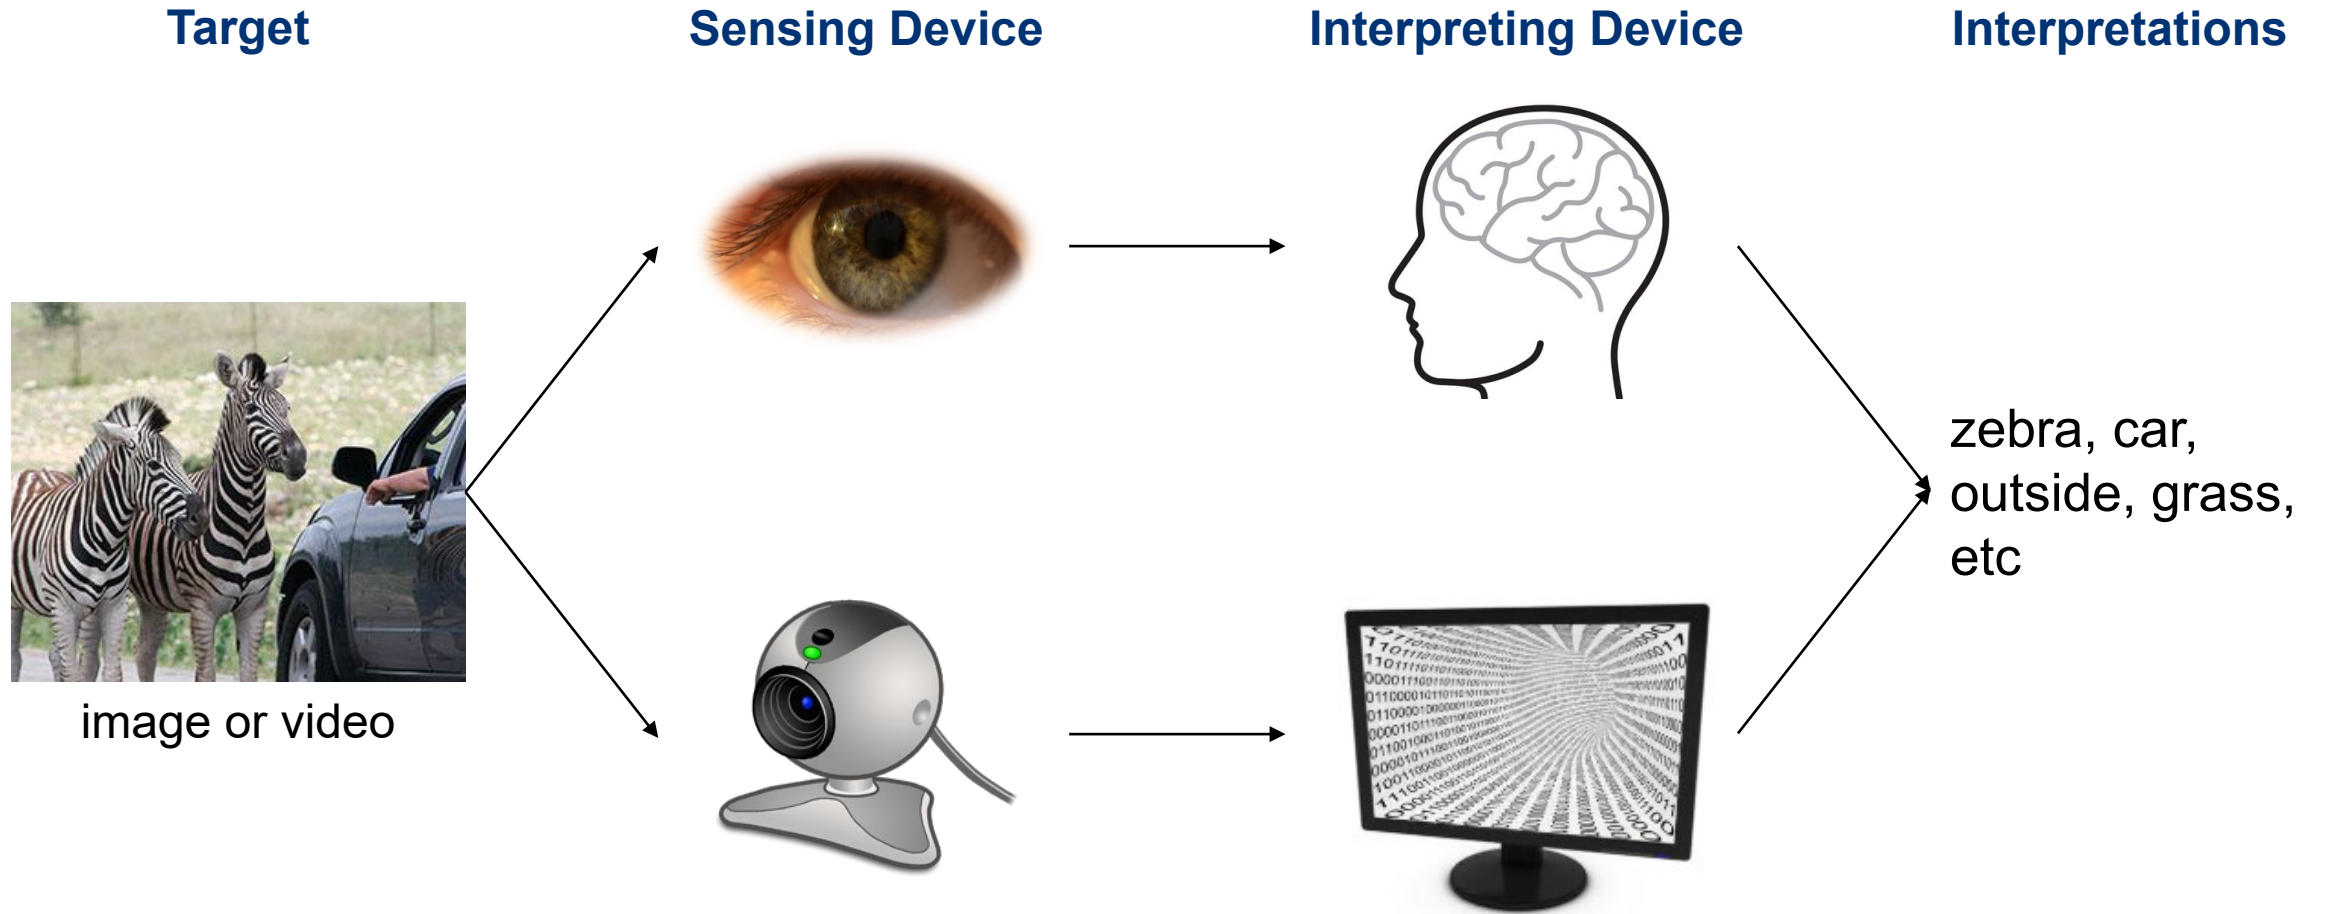 Target
Sensing Device
Interpreting Device
Interpretations
image or video
zebra, car,
outside, grass,
etc